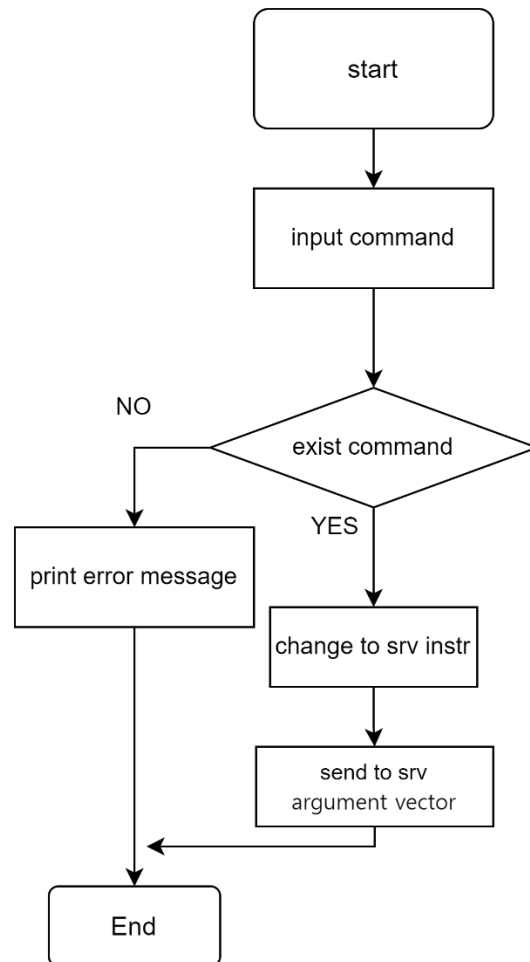 start
input command
exist command
NO
YES
print error message
change to srv instr
send to srv
argument vector
End